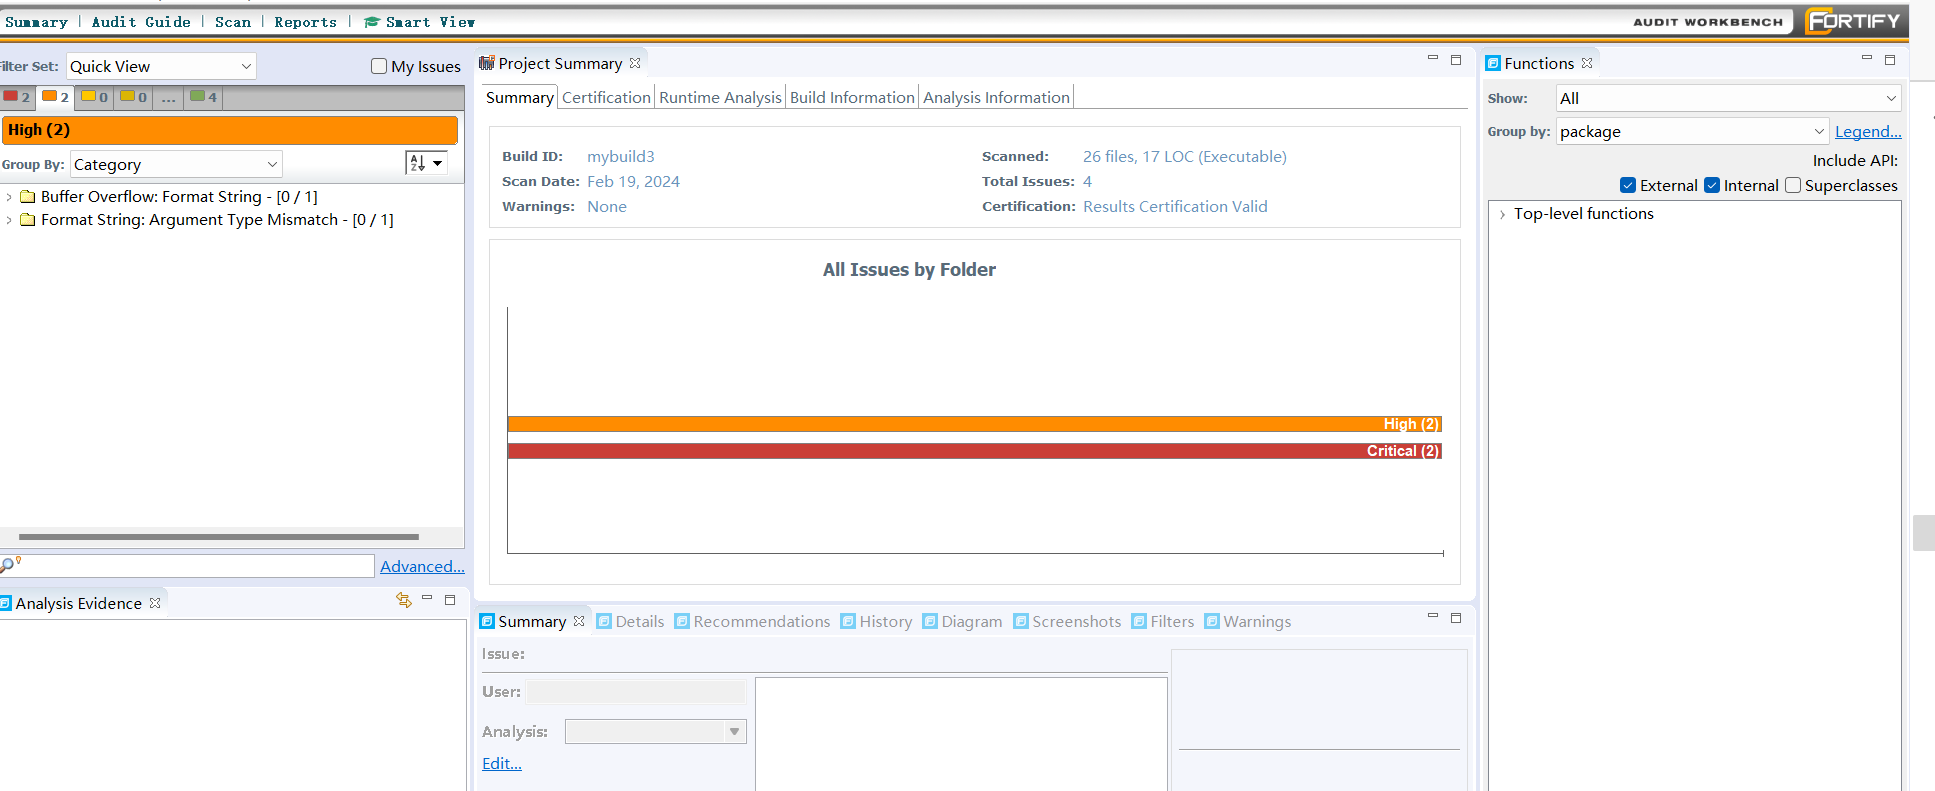 Summary | Audit Guide | Scan | Reports | Smart View
AUDIT WORKBENCH FORTIFY
ilter Set: Quick View
My Issues
2 2 0 0 ... 4
High (2)
Group By: Category
Buffer Overflow: Format String - [0 / 1]
Format String: Argument Type Mismatch - [0 / 1]
Advanced...
Analysis Evidence
Project Summary
Summary Certification Runtime Analysis Build Information Analysis Information
Build ID: mybuild3
Scan Date: Feb 19, 2024
Warnings: None
Scanned: 26 files, 17 LOC (Executable)
Total Issues: 4
Certification: Results Certification Valid
All Issues by Folder
High (2)
Critical (2)
Summary Details Recommendations History Diagram Screenshots Filters Warnings
Issue:
User:
Analysis:
Edit...
Functions
Show: All
Group by: package Legend...
Include API:
External Internal Superclasses
Top-level functions